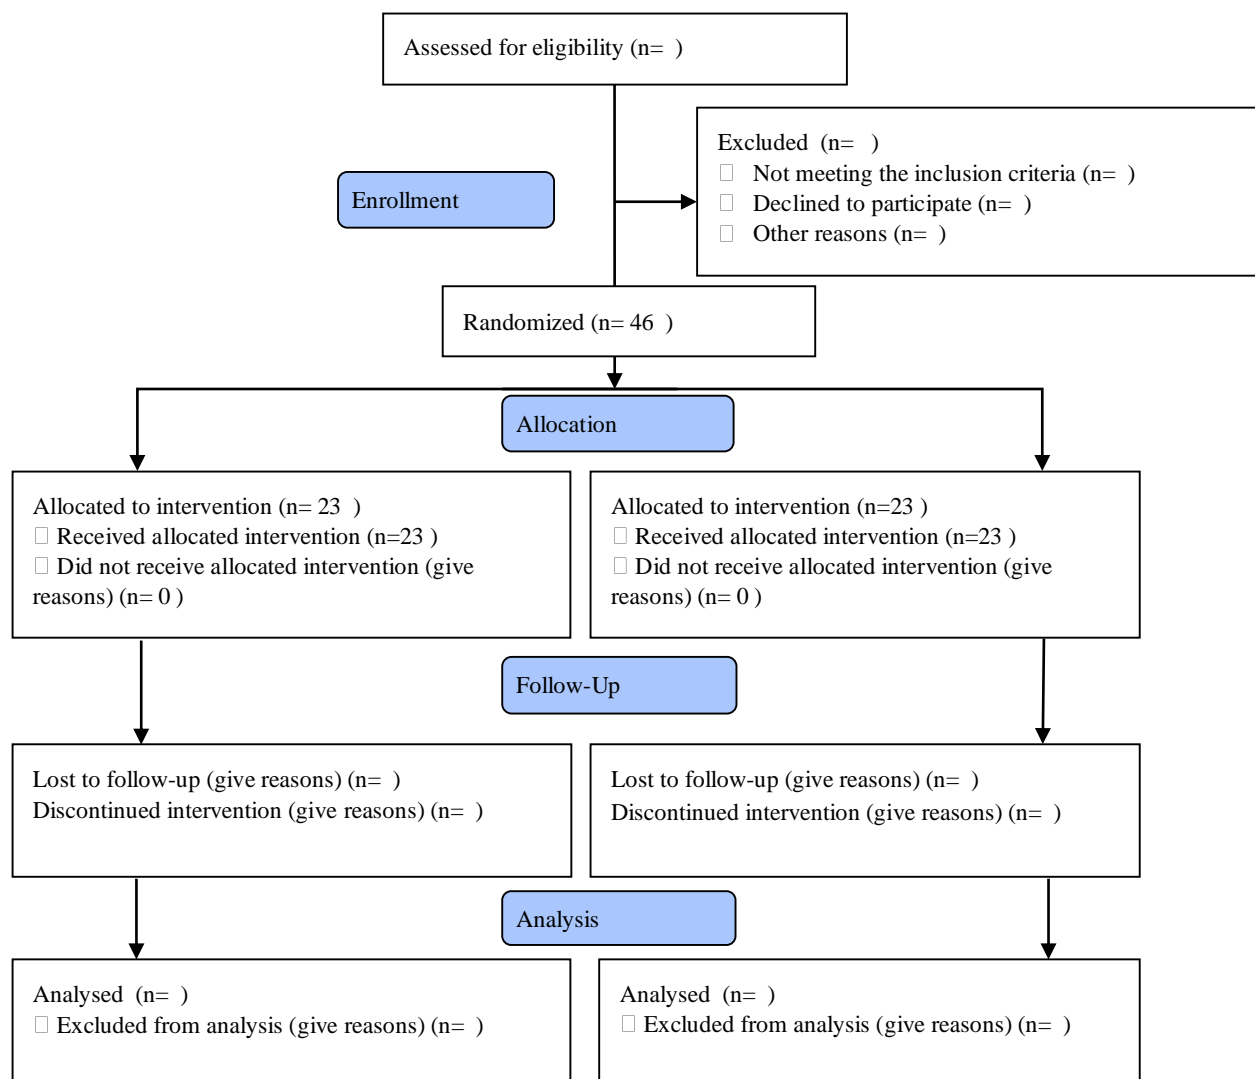 Assessed for eligibility (n=  )
Excluded  (n=   )
□ Not meeting the inclusion criteria (n=  )
□ Declined to participate (n=  )
□ Other reasons (n=  )
Enrollment
Randomized (n= 46  )
Allocation
Allocated to intervention (n= 23  )
□ Received allocated intervention (n=23 )
□ Did not receive allocated intervention (give
reasons) (n= 0 )
Allocated to intervention (n=23 )
□ Received allocated intervention (n=23 )
□ Did not receive allocated intervention (give
reasons) (n= 0 )
Follow-Up
Lost to follow-up (give reasons) (n=  )
Discontinued intervention (give reasons) (n=  )
Lost to follow-up (give reasons) (n=  )
Discontinued intervention (give reasons) (n=  )
Analysis
Analysed  (n=  )
□ Excluded from analysis (give reasons) (n=  )
Analysed  (n=  )
□ Excluded from analysis (give reasons) (n=  )